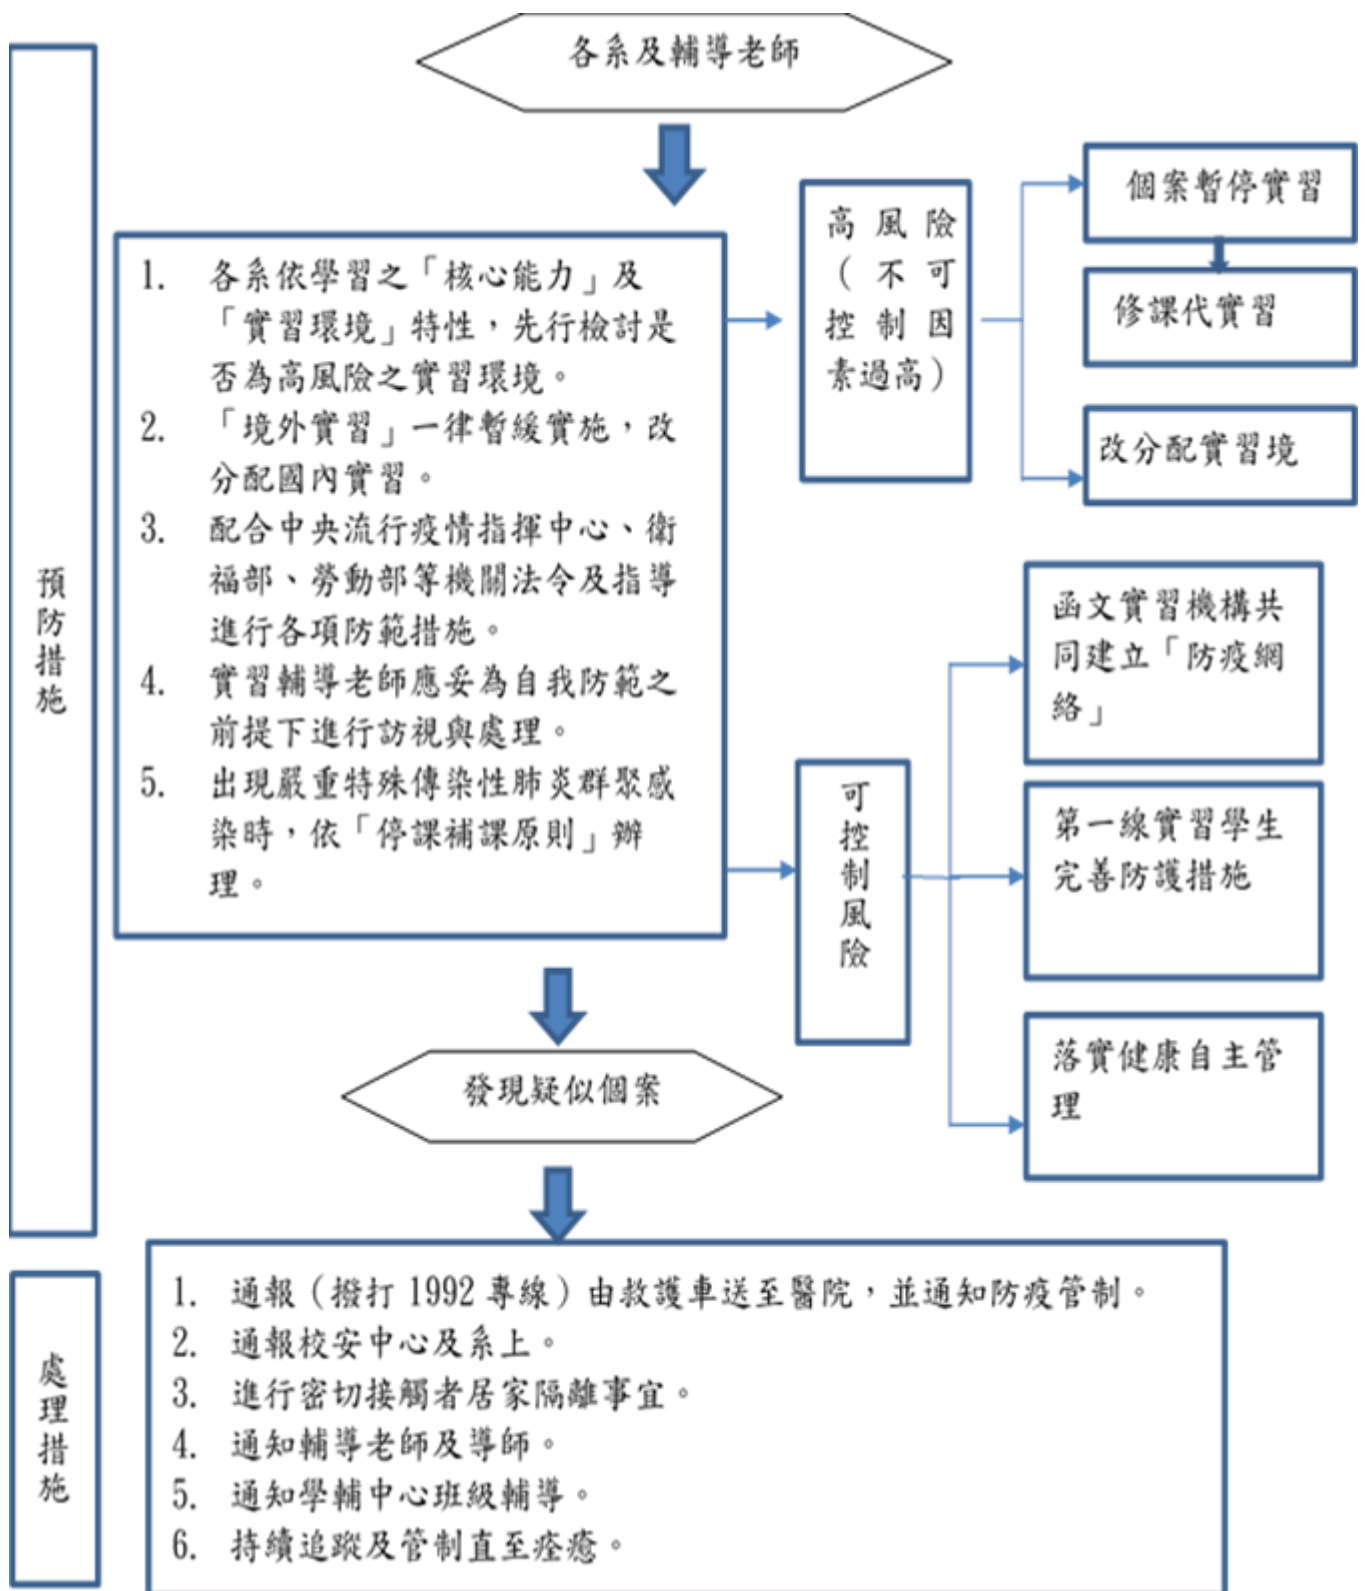 各系及輔導老師
預防措施
1. 各系依學習之「核心能力」及
「實習環境」特性，先行檢討是
否為高風險之實習環境。
2. 「境外實習」一律暫緩實施，改
分配國內實習。
3. 配合中央流行疫情指揮中心、衛
福部、勞動部等機關法令及指導
進行各項防範措施。
4. 實習輔導老師應妥為自我防範之
前提下進行訪視與處理。
5. 出現嚴重特殊傳染性肺炎群聚感
染時，依「停課補課原則」辦
理。
高風險
（不可
控制因
素過高）
個案暫停實習
修課代實習
改分配實習境
可控制風險
函文實習機構共
同建立「防疫網
絡」
第一線實習學生
完善防護措施
落實健康自主管
理
發現疑似個案
處理措施
1. 通報（撥打 1992 專線）由救護車送至醫院，並通知防疫管制。
2. 通報校安中心及系上。
3. 進行密切接觸者居家隔離事宜。
4. 通知輔導老師及導師。
5. 通知學輔中心班級輔導。
6. 持續追蹤及管制直至痊癒。